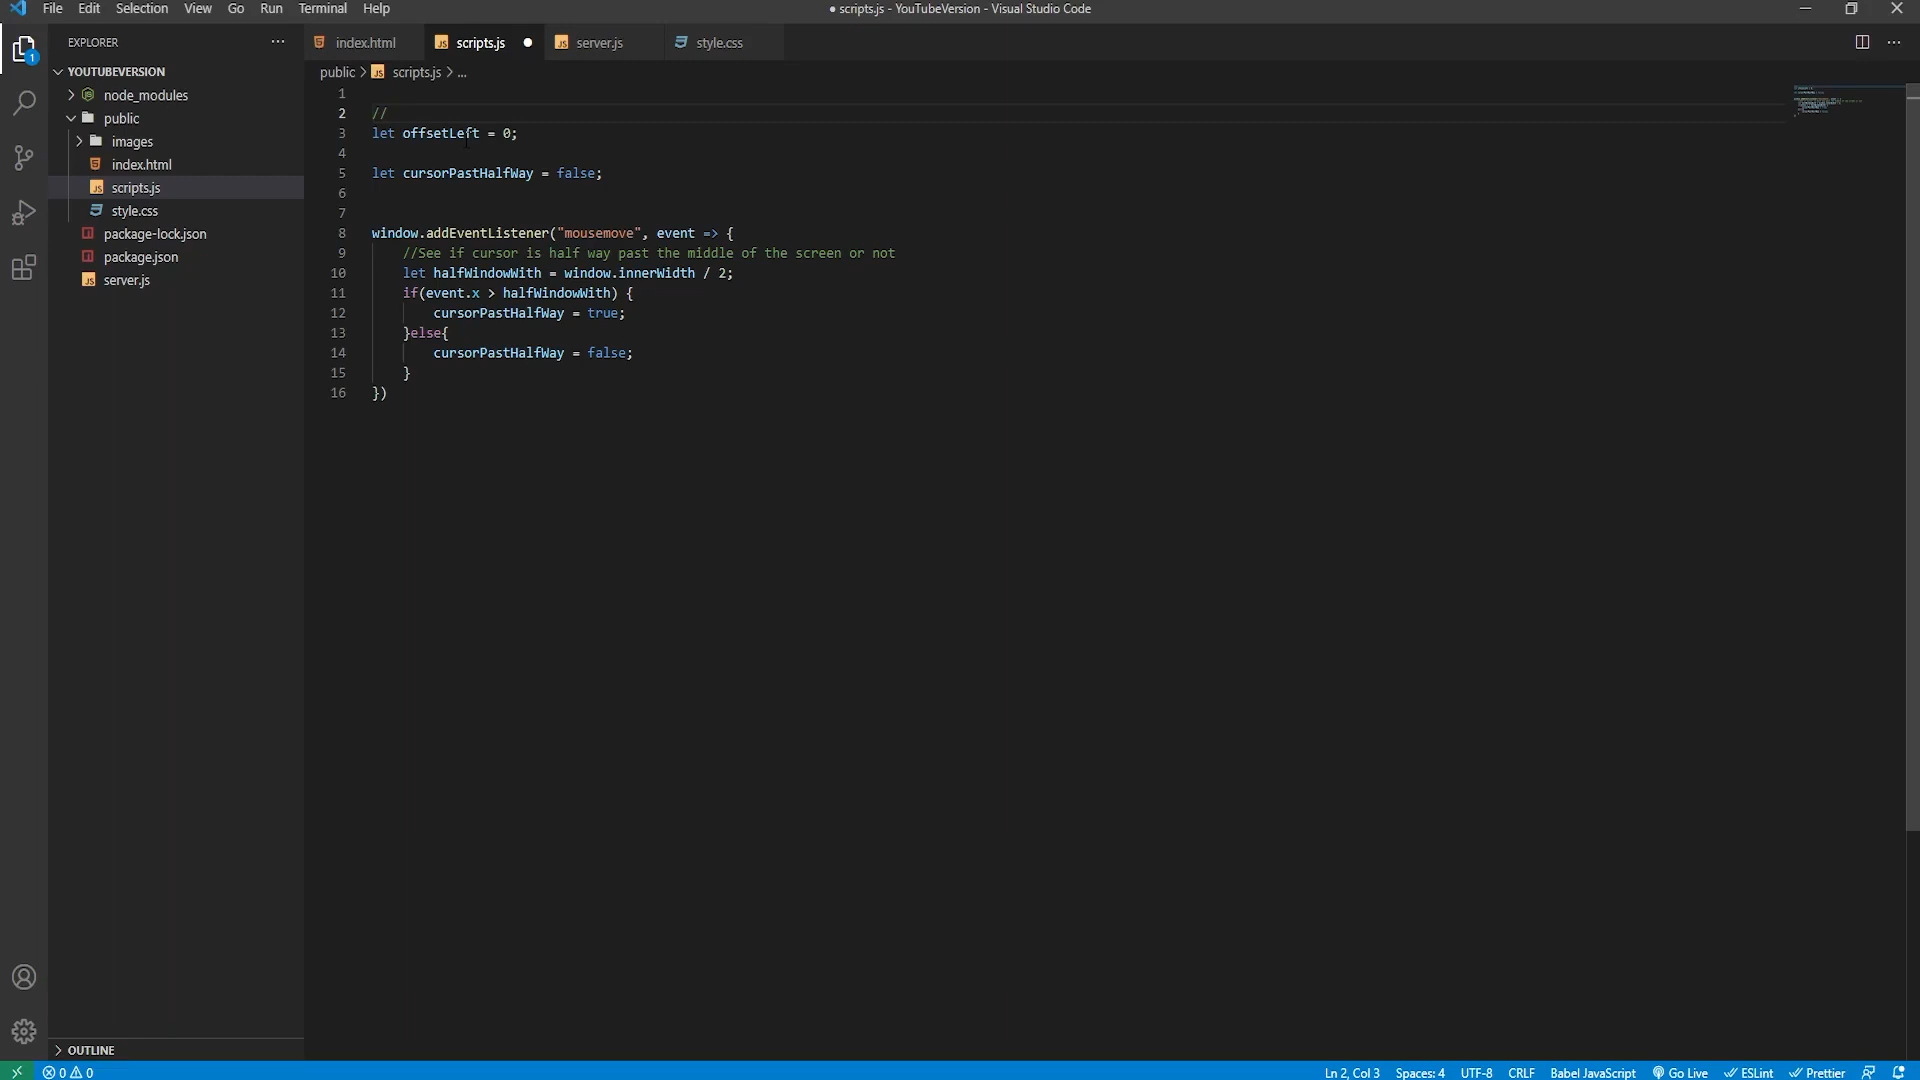 File Edit Selection View Go Run Terminal Help
● scripts.js - YouTubeVersion - Visual Studio Code
EXPLORER ...
1
YOUTUBEVERSION
node_modules
public
images
index.html
JS scripts.js
style.css
package-lock.json
package.json
JS server.js
OUTLINE
index.html
JS scripts.js ●
JS server.js
style.css
public > JS scripts.js > ...
1
2 //
3 let offsetLeft = 0;
4
5 let cursorPastHalfWay = false;
6
7
8 window.addEventListener("mousemove", event => {
9 //See if cursor is half way past the middle of the screen or not
10 let halfWindowWith = window.innerWidth / 2;
11 if(event.x > halfWindowWith) {
12 cursorPastHalfWay = true;
13 }else{
14 cursorPastHalfWay = false;
15 }
16 })
0 0
Ln 2, Col 3 Spaces: 4 UTF-8 CRLF Babel JavaScript Go Live ESLint Prettier